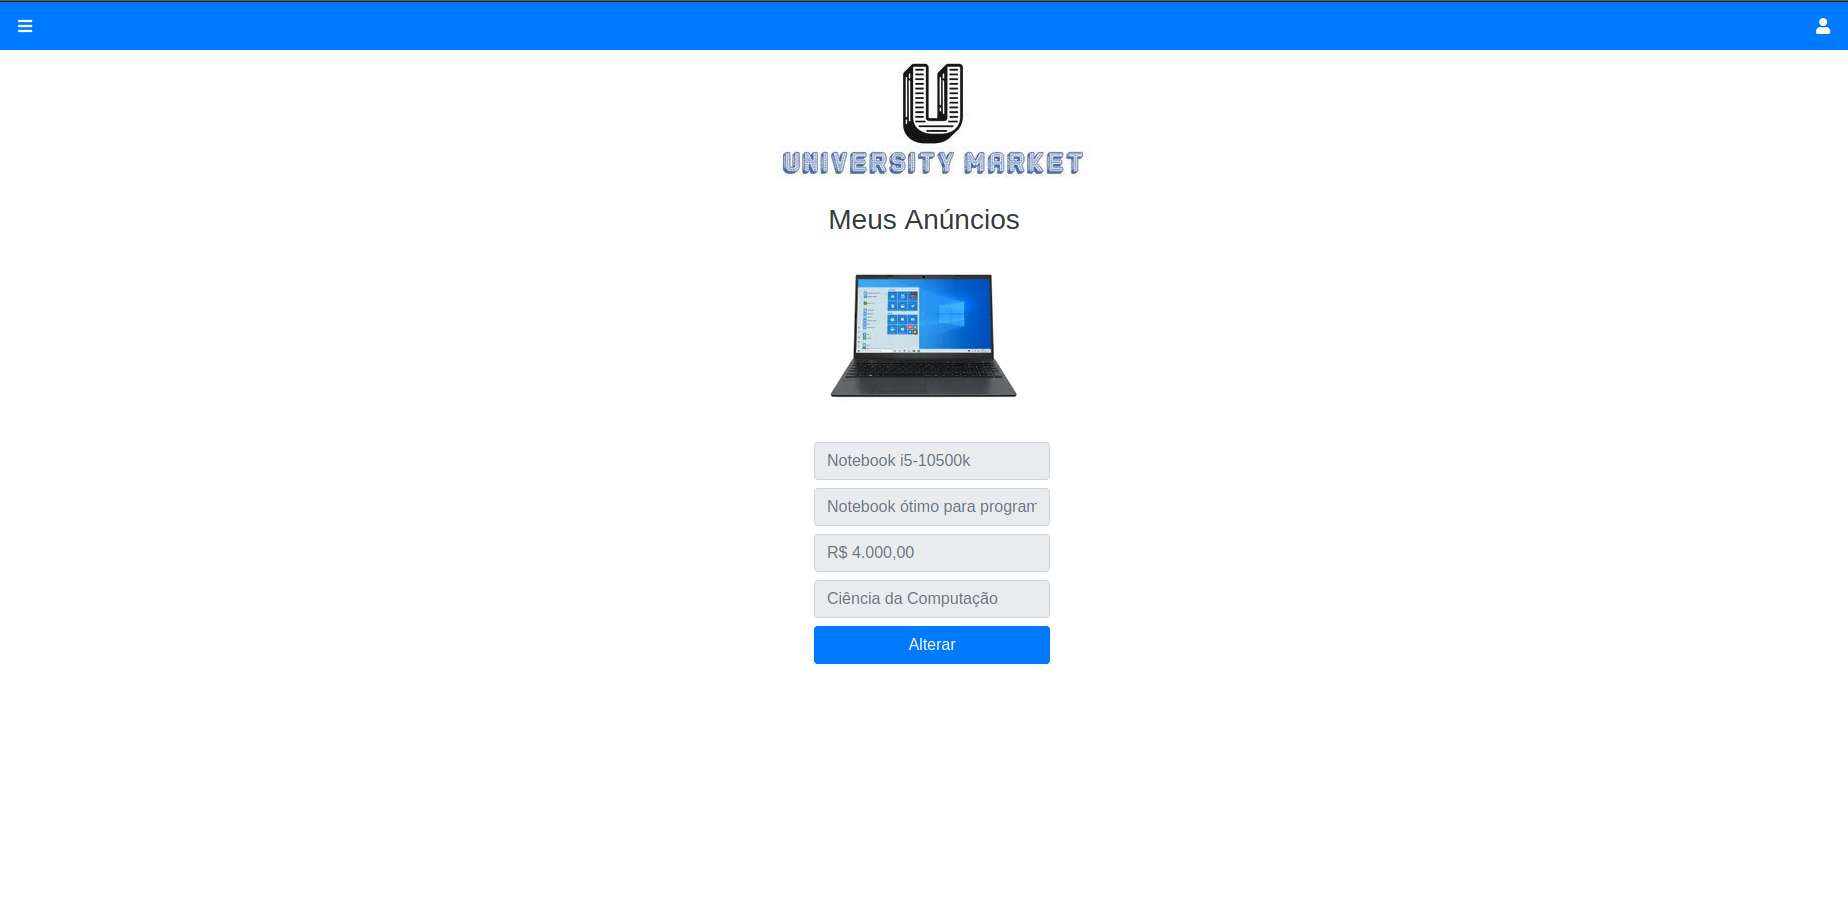 U
UNIVERSITY MARKET
Meus Anúncios
Notebook i5-10500k
Notebook ótimo para program
R$ 4.000,00
Ciência da Computação
Alterar